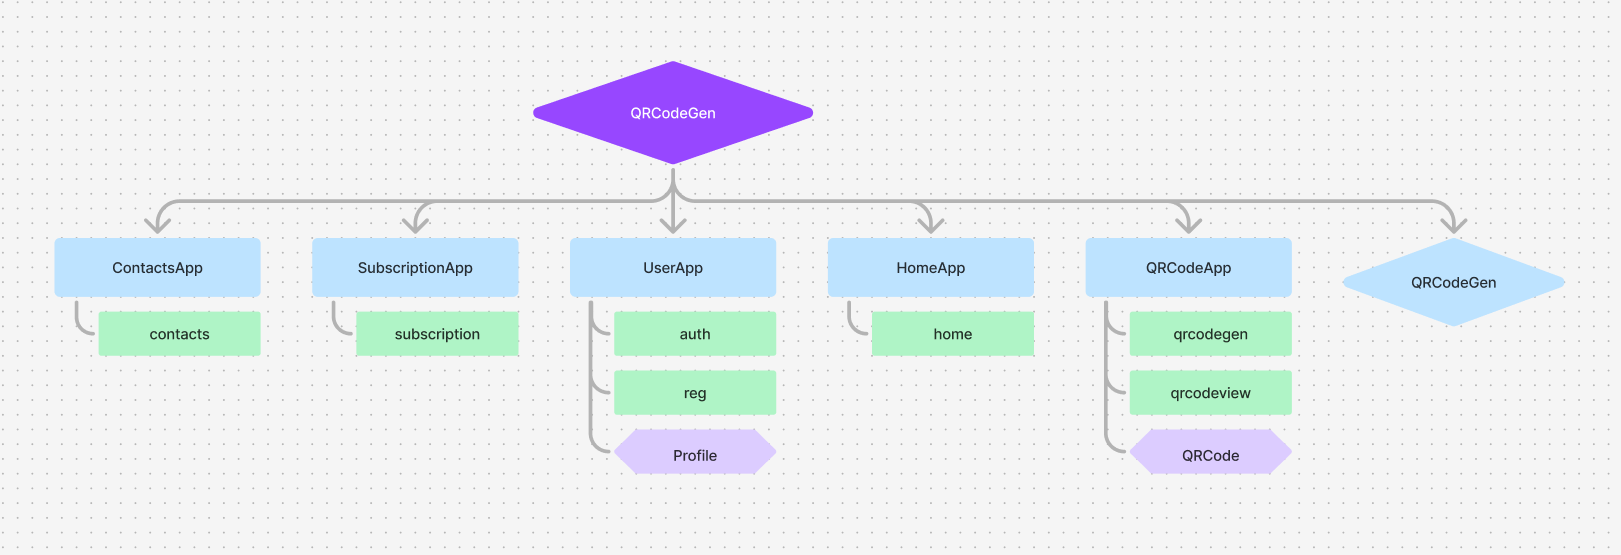 QRCodeGen
ContactsApp
SubscriptionApp
UserApp
HomeApp
QRCodeApp
QRCodeGen
contacts
subscription
auth
home
qrcodegen
reg
qrcodeview
Profile
QRCode